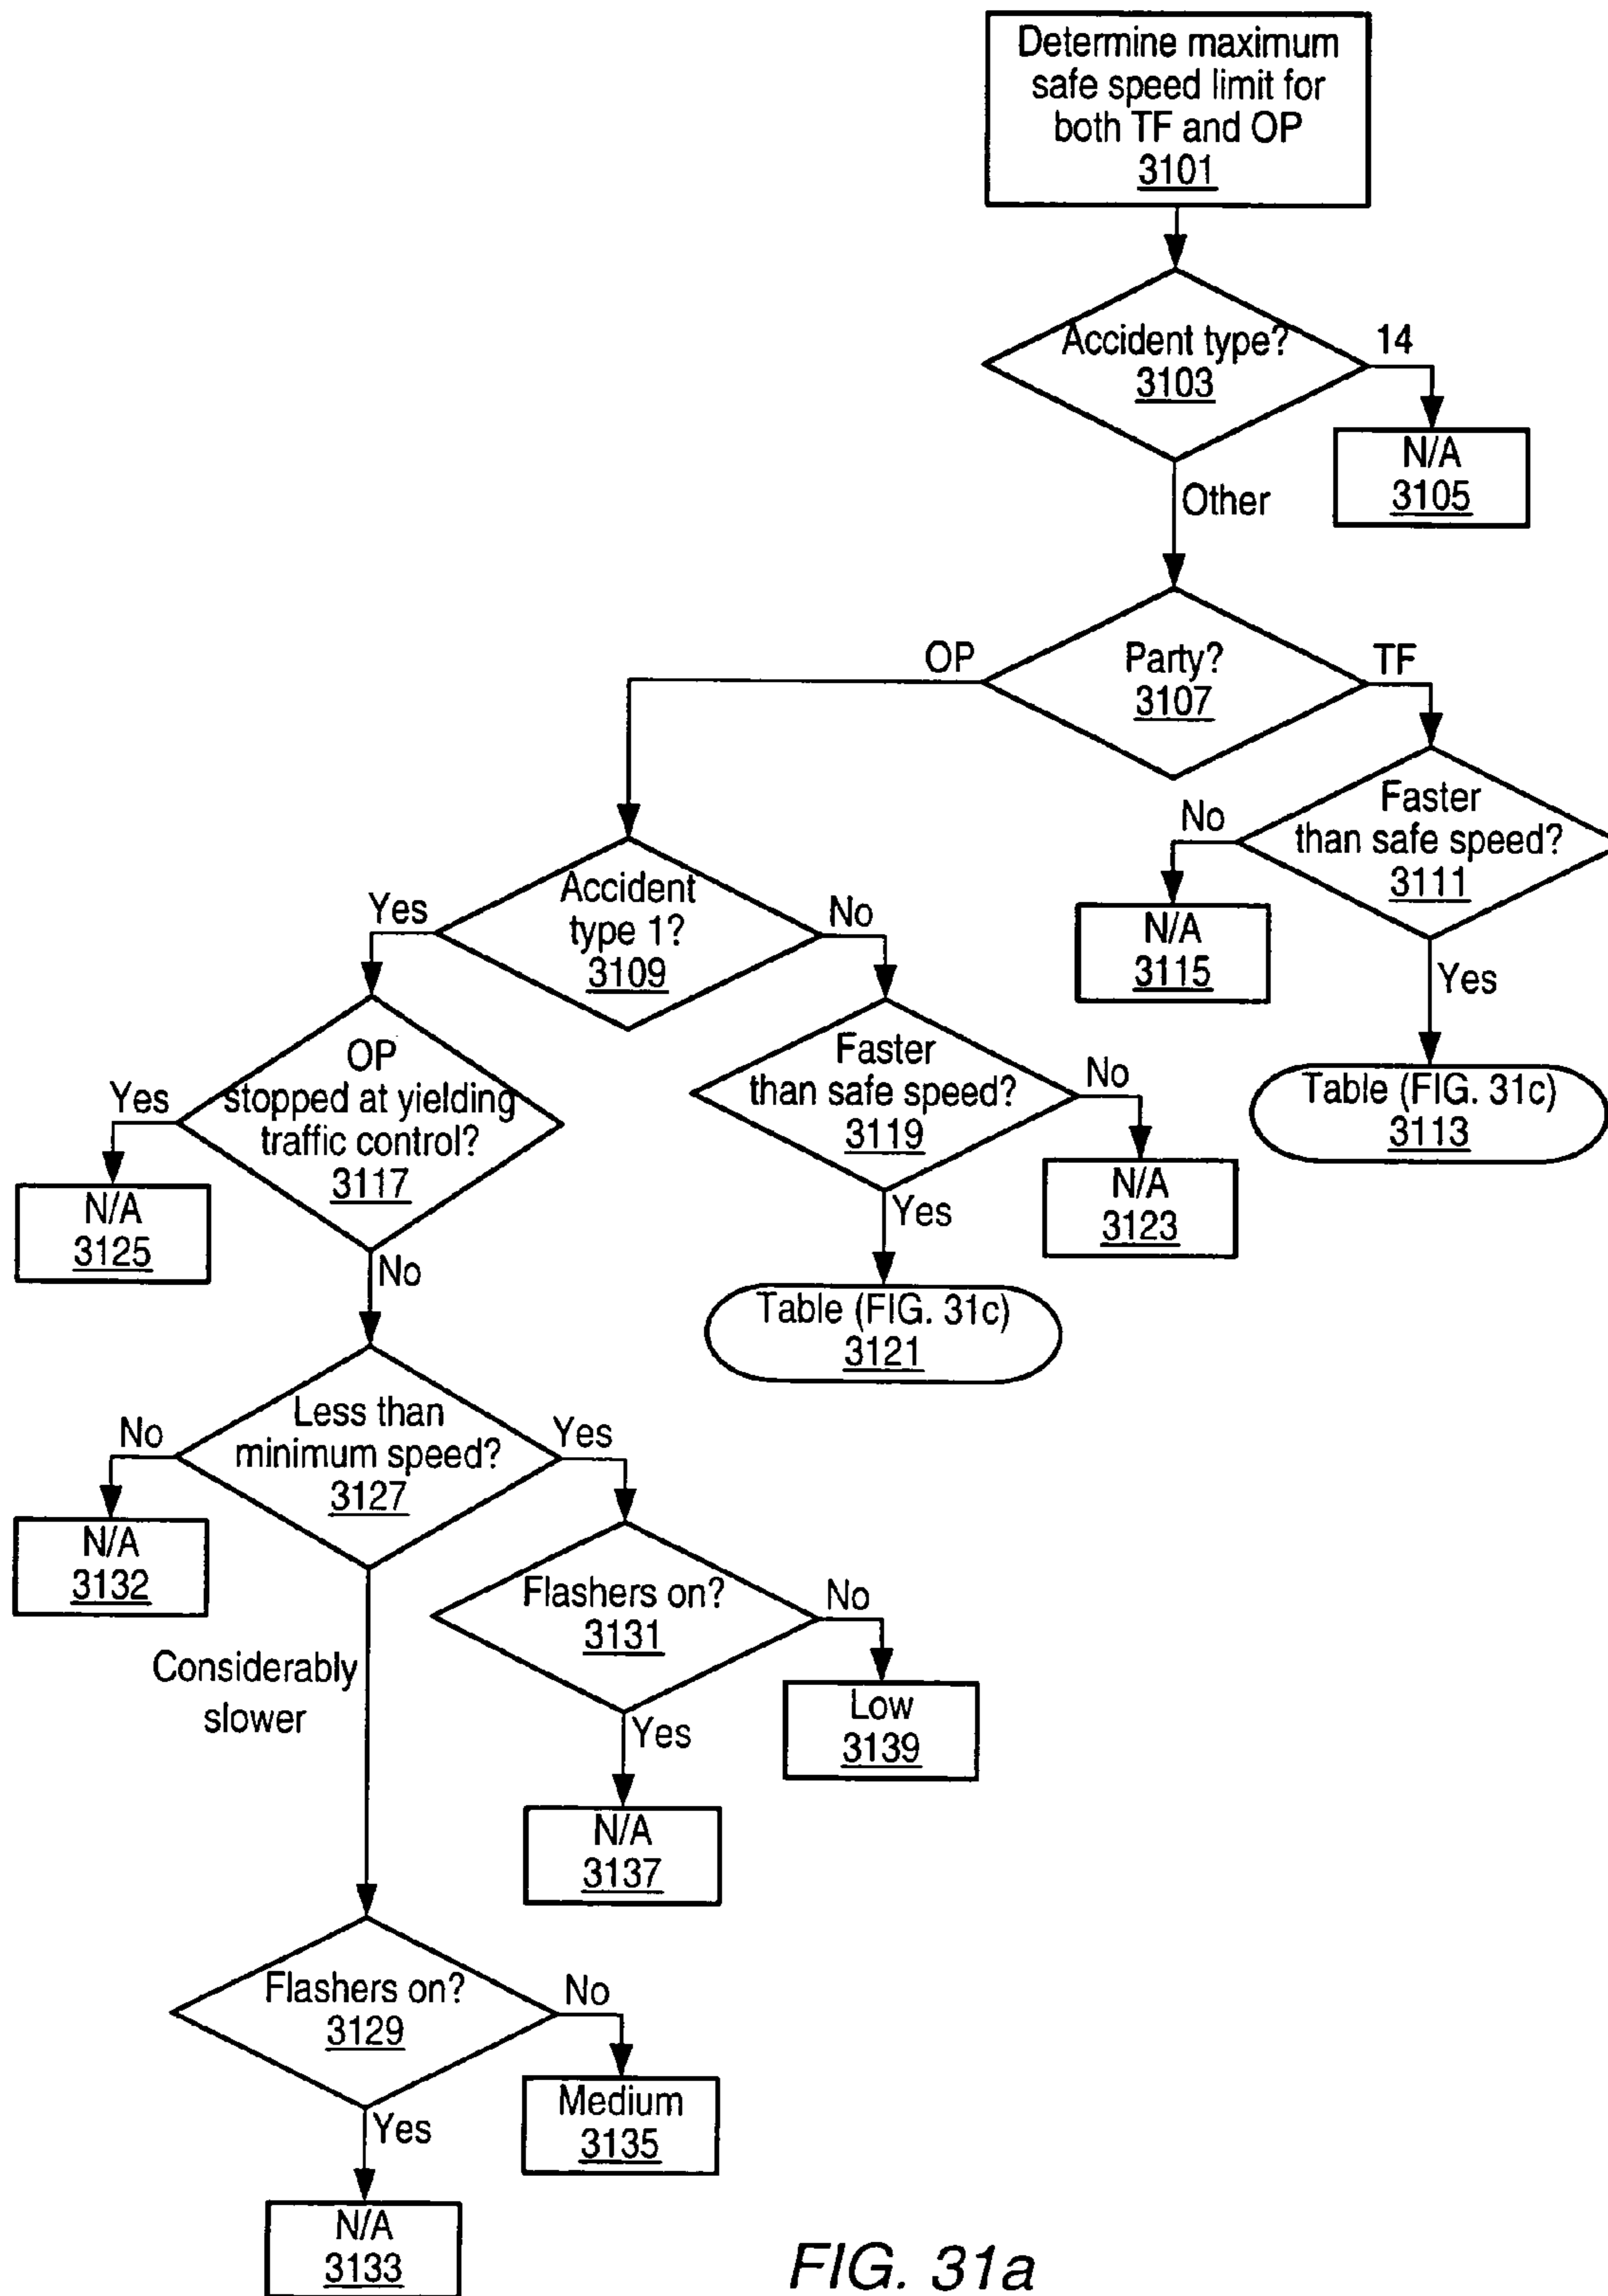 Determine maximum
safe speed limit for
both TF and OP
3101
Accident type?
3103
14
N/A
3105
Other
OP
Party?
3107
TF
Faster
than safe speed?
3111
No
N/A
3115
Yes
Table (FIG. 31c)
3113
Accident
type 1?
3109
Yes
No
OP
stopped at yielding
traffic control?
3117
Yes
N/A
3125
No
Faster
than safe speed?
3119
No
N/A
3123
Yes
Table (FIG. 31c)
3121
Less than
minimum speed?
3127
No
N/A
3132
Yes
Flashers on?
3131
No
Low
3139
Yes
N/A
3137
Considerably
slower
Flashers on?
3129
No
Medium
3135
Yes
N/A
3133
FIG. 31a